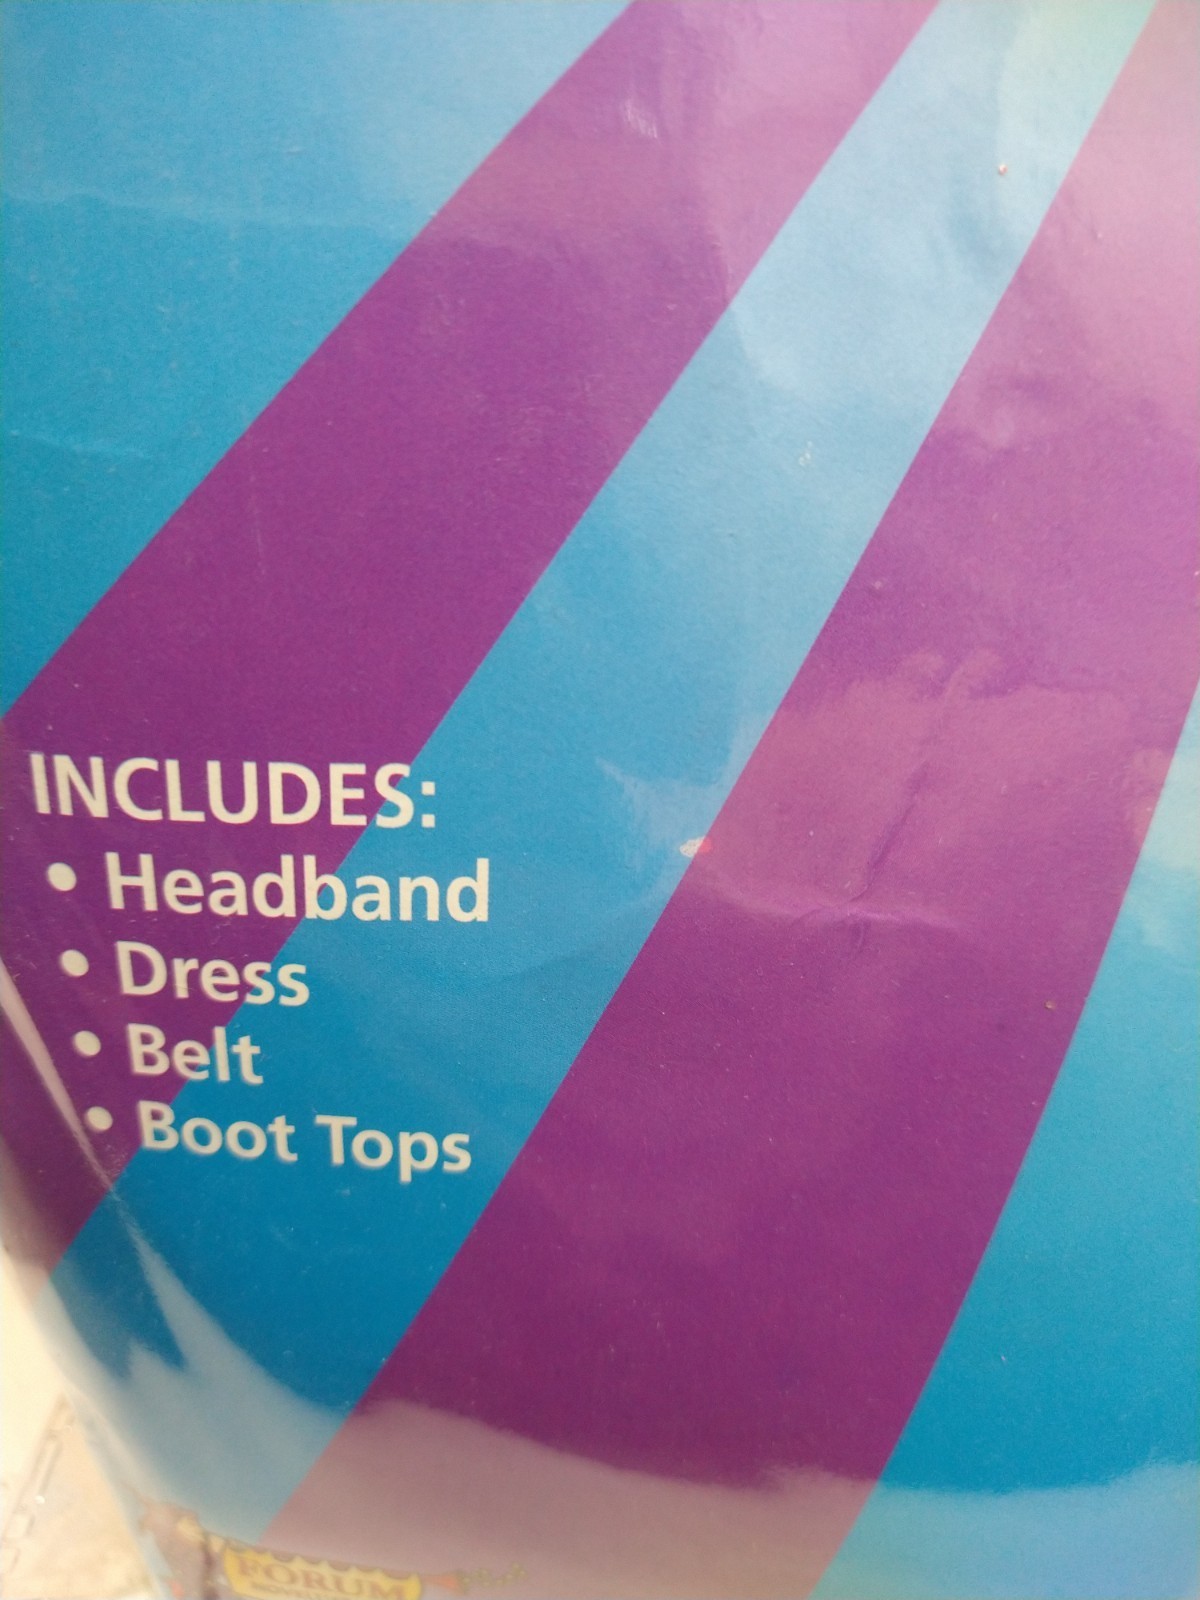 INCLUDES:
• Headband
• Dress
• Belt
• Boot Tops
FORUM